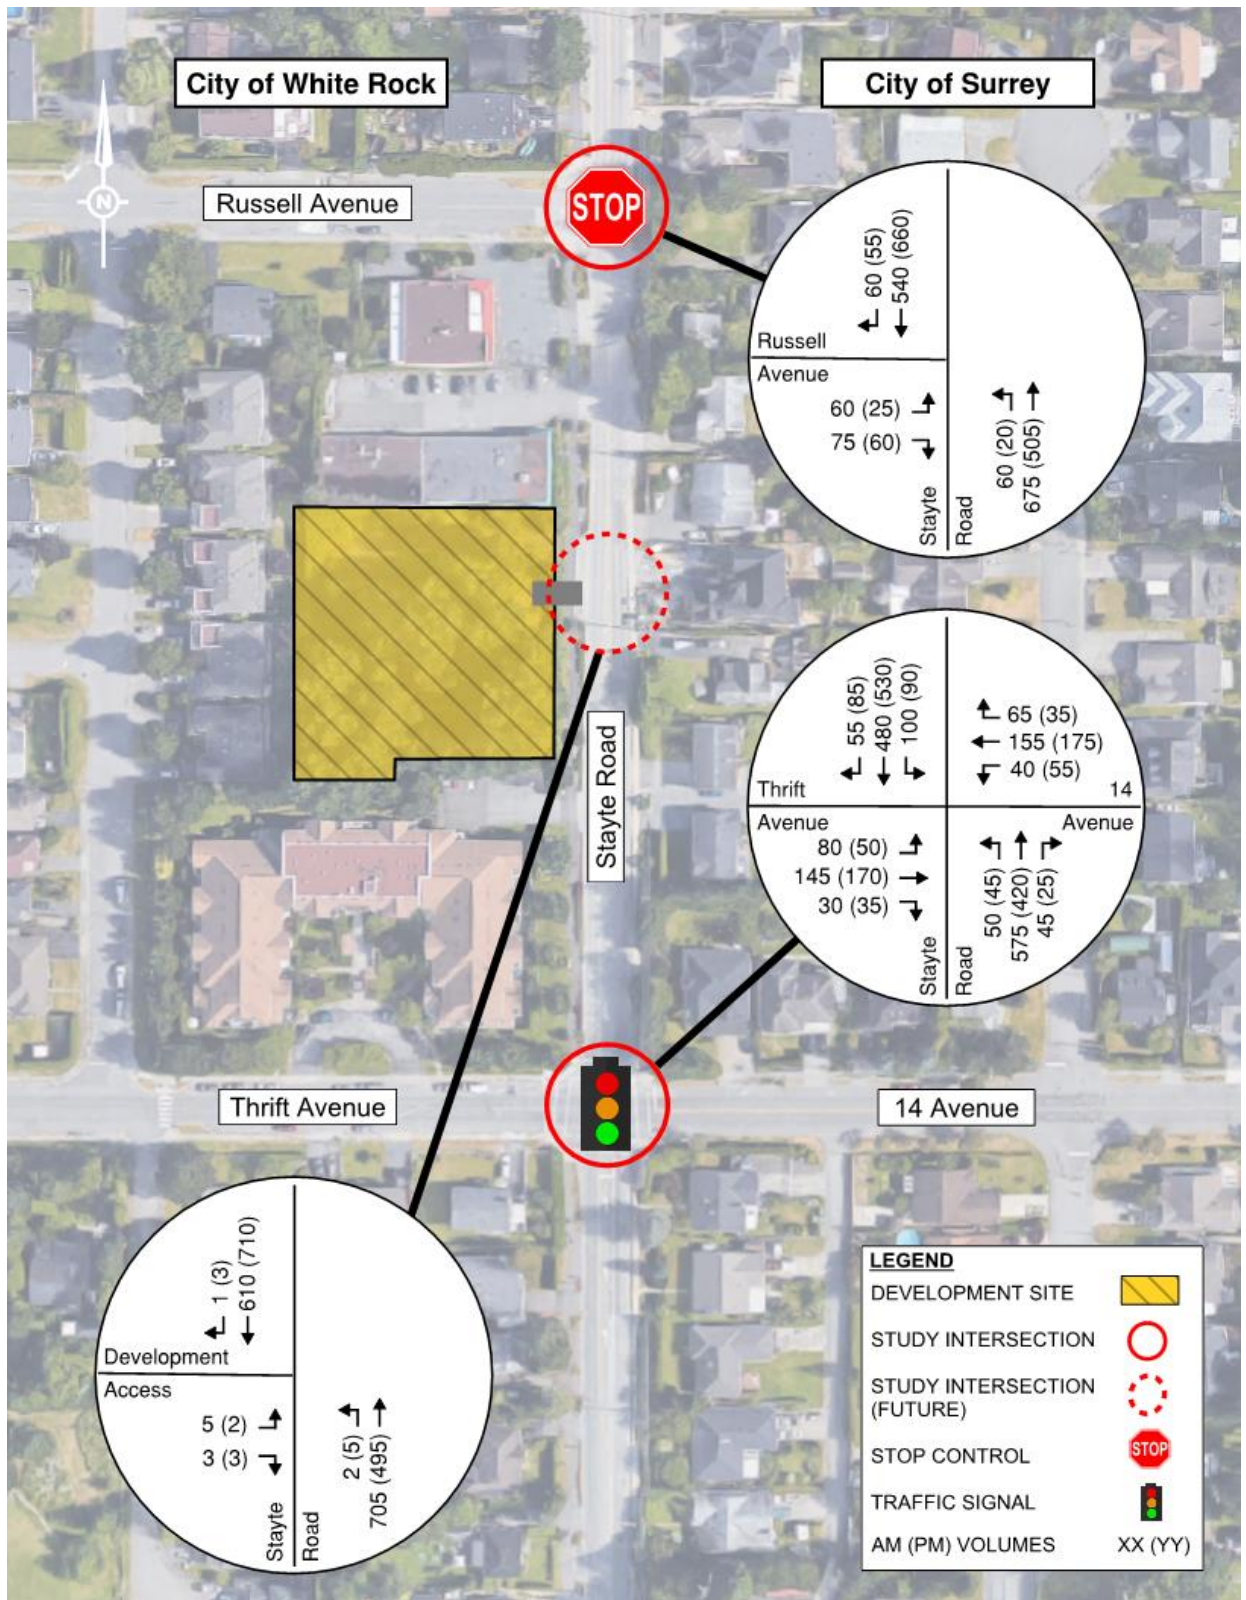 City of White Rock
City of Surrey
N
Russell Avenue
STOP
60 (55)
540 (660)
Russell
Avenue
60 (25)
75 (60)
Stayte
Road
60 (20)
675 (505)
Stayte Road
55 (85)
480 (530)
100 (90)
65 (35)
155 (175)
40 (55)
Thrift
14
Avenue
Avenue
80 (50)
145 (170)
30 (35)
Stayte
Road
50 (45)
575 (420)
45 (25)
Thrift Avenue
14 Avenue
1 (3)
610 (710)
Development
Access
5 (2)
3 (3)
Stayte
Road
2 (5)
705 (495)
LEGEND
DEVELOPMENT SITE
STUDY INTERSECTION
STUDY INTERSECTION
(FUTURE)
STOP CONTROL
STOP
TRAFFIC SIGNAL
AM (PM) VOLUMES
XX (YY)